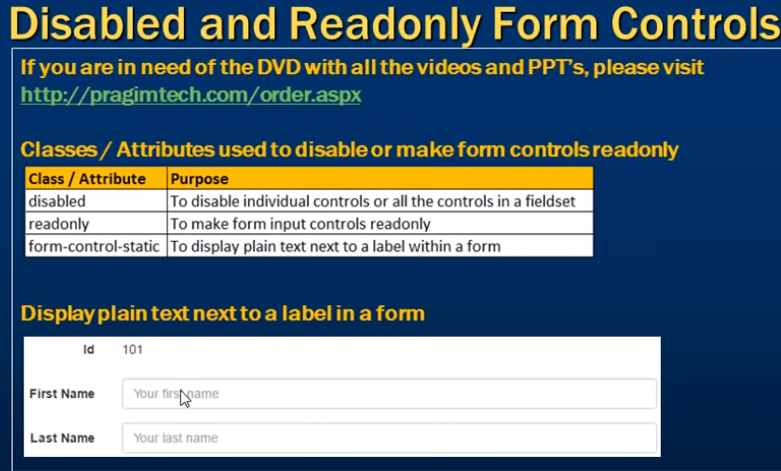 Disabled and Readonly Form Controls
If you are in need of the DVD with all the videos and PPT's, please visit
http://pragimtech.com/order.aspx
Classes / Attributes used to disable or make form controls readonly
Class / Attribute Purpose
disabled To disable individual controls or all the controls in a fieldset
readonly To make form input controls readonly
form-control-static To display plain text next to a label within a form
Display plain text next to a label in a form
Id 101
First Name Your first name
Last Name Your last name